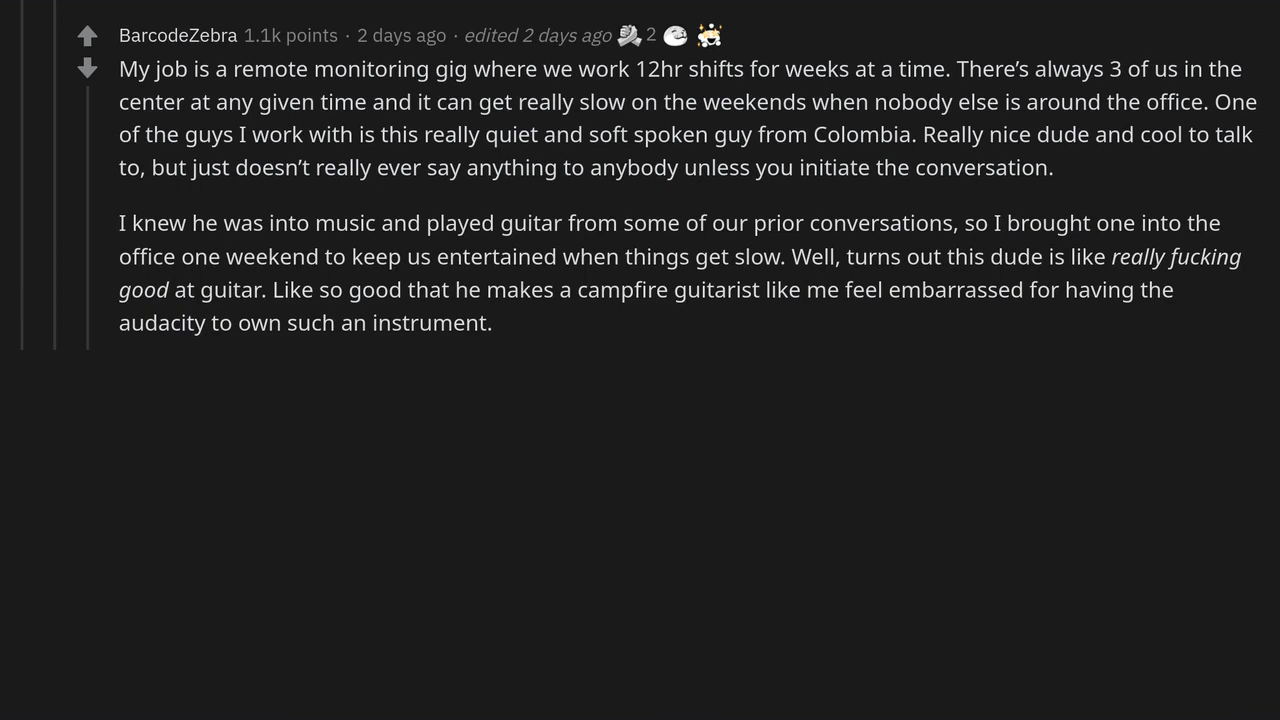 BarcodeZebra 1.1k points · 2 days ago · edited 2 days ago 2
My job is a remote monitoring gig where we work 12hr shifts for weeks at a time. There’s always 3 of us in the
center at any given time and it can get really slow on the weekends when nobody else is around the office. One
of the guys I work with is this really quiet and soft spoken guy from Colombia. Really nice dude and cool to talk
to, but just doesn’t really ever say anything to anybody unless you initiate the conversation.
I knew he was into music and played guitar from some of our prior conversations, so I brought one into the
office one weekend to keep us entertained when things get slow. Well, turns out this dude is like really fucking
good at guitar. Like so good that he makes a campfire guitarist like me feel embarrassed for having the
audacity to own such an instrument.